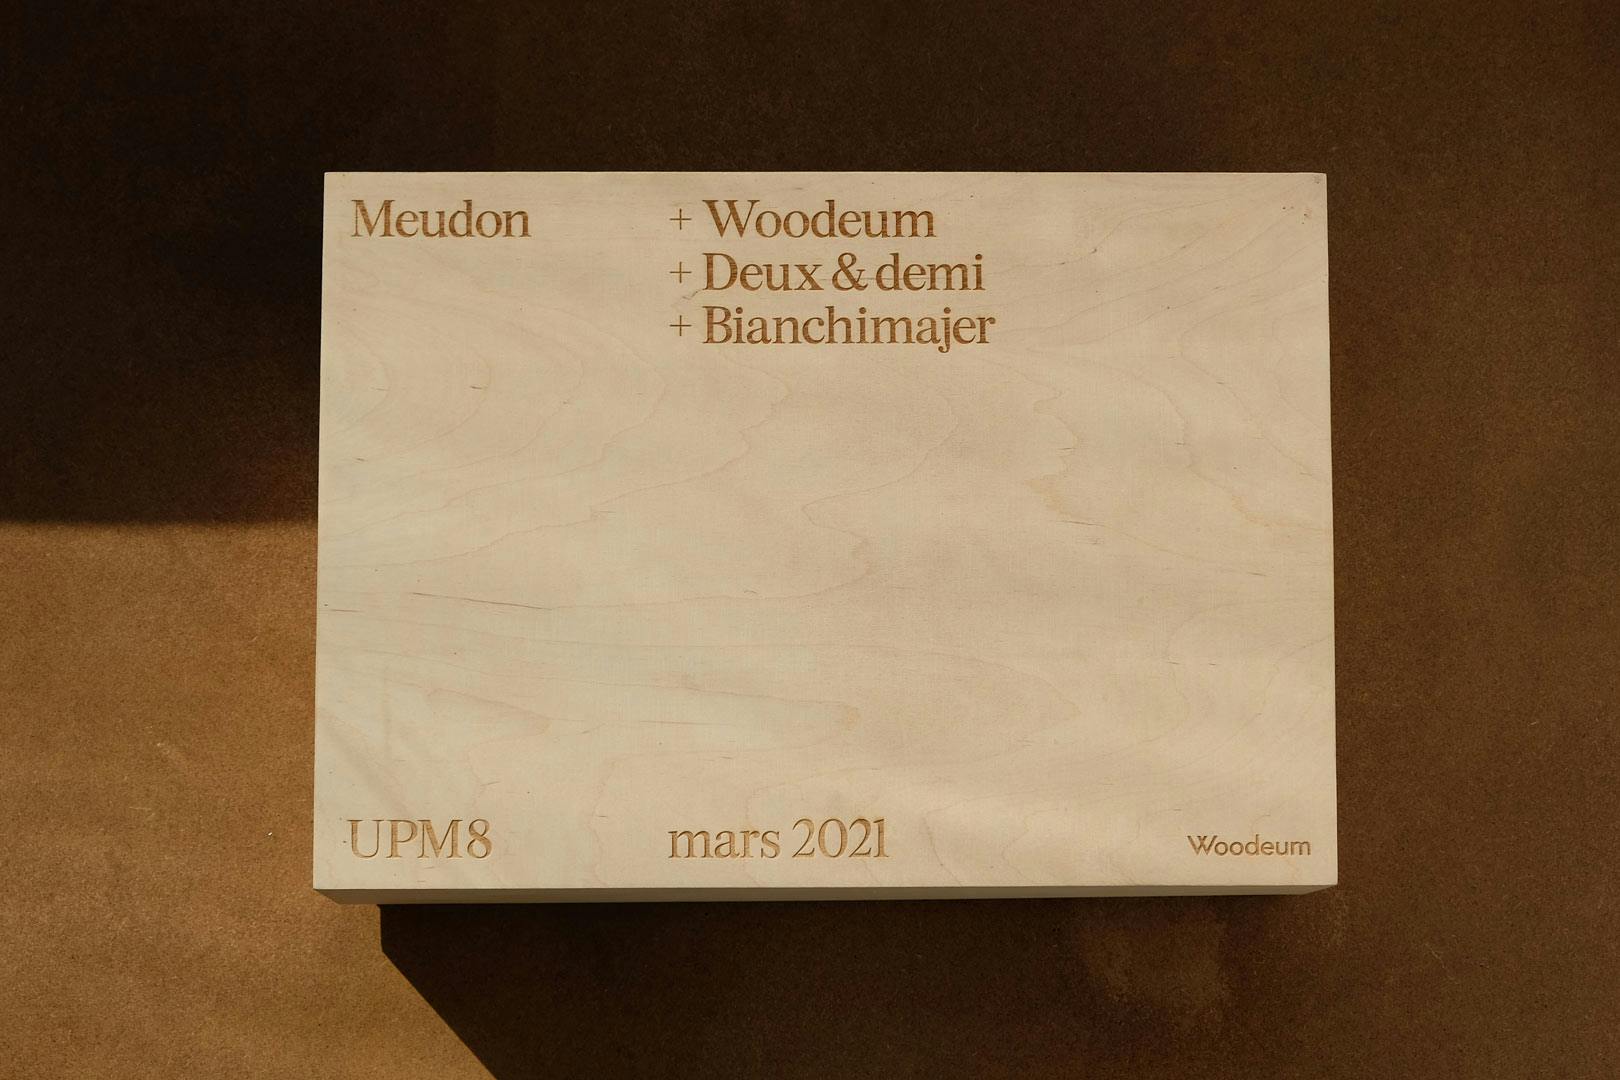 Meudon
+ Woodeum
+ Deux & demi
+ Bianchimajer
UPM8
mars 2021
Woodeum